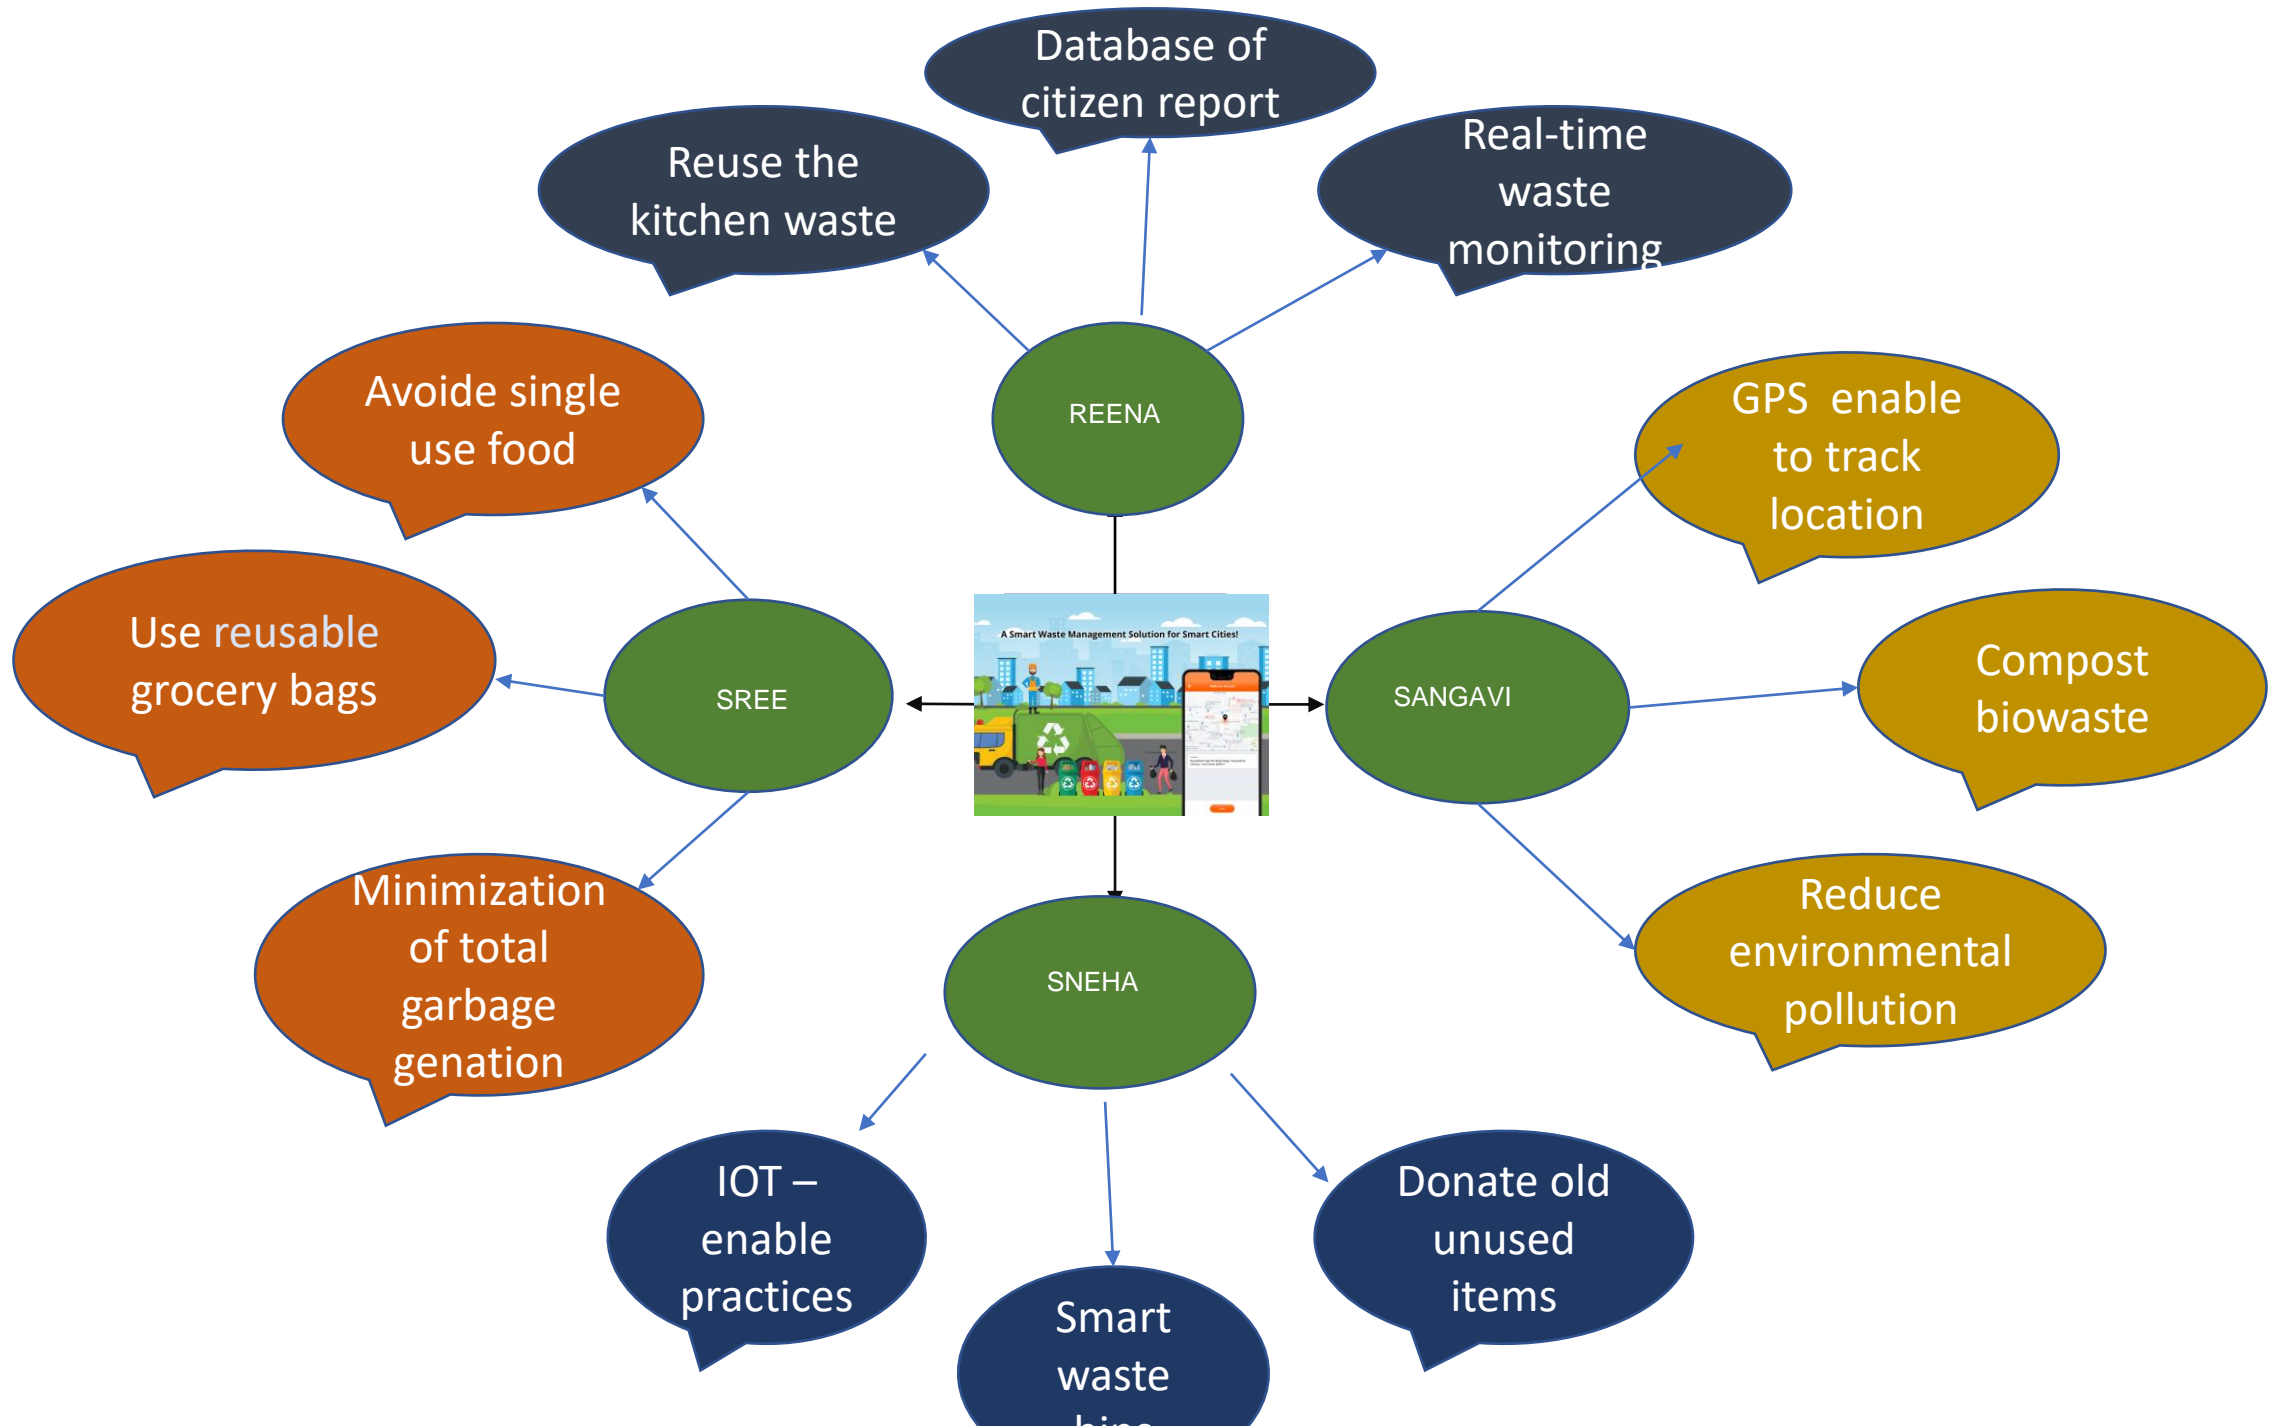 Database of
citizen report
Reuse the
kitchen waste
Real-time
waste
monitoring
Avoide single
use food
REENA
GPS enable
to track
location
Use reusable
grocery bags
SREE
A Smart Waste Management Solution for Smart Cities!
SANGAVI
Compost
biowaste
Minimization
of total
garbage
genation
SNEHA
Reduce
environmental
pollution
IOT –
enable
practices
Smart
waste
bins
Donate old
unused
items